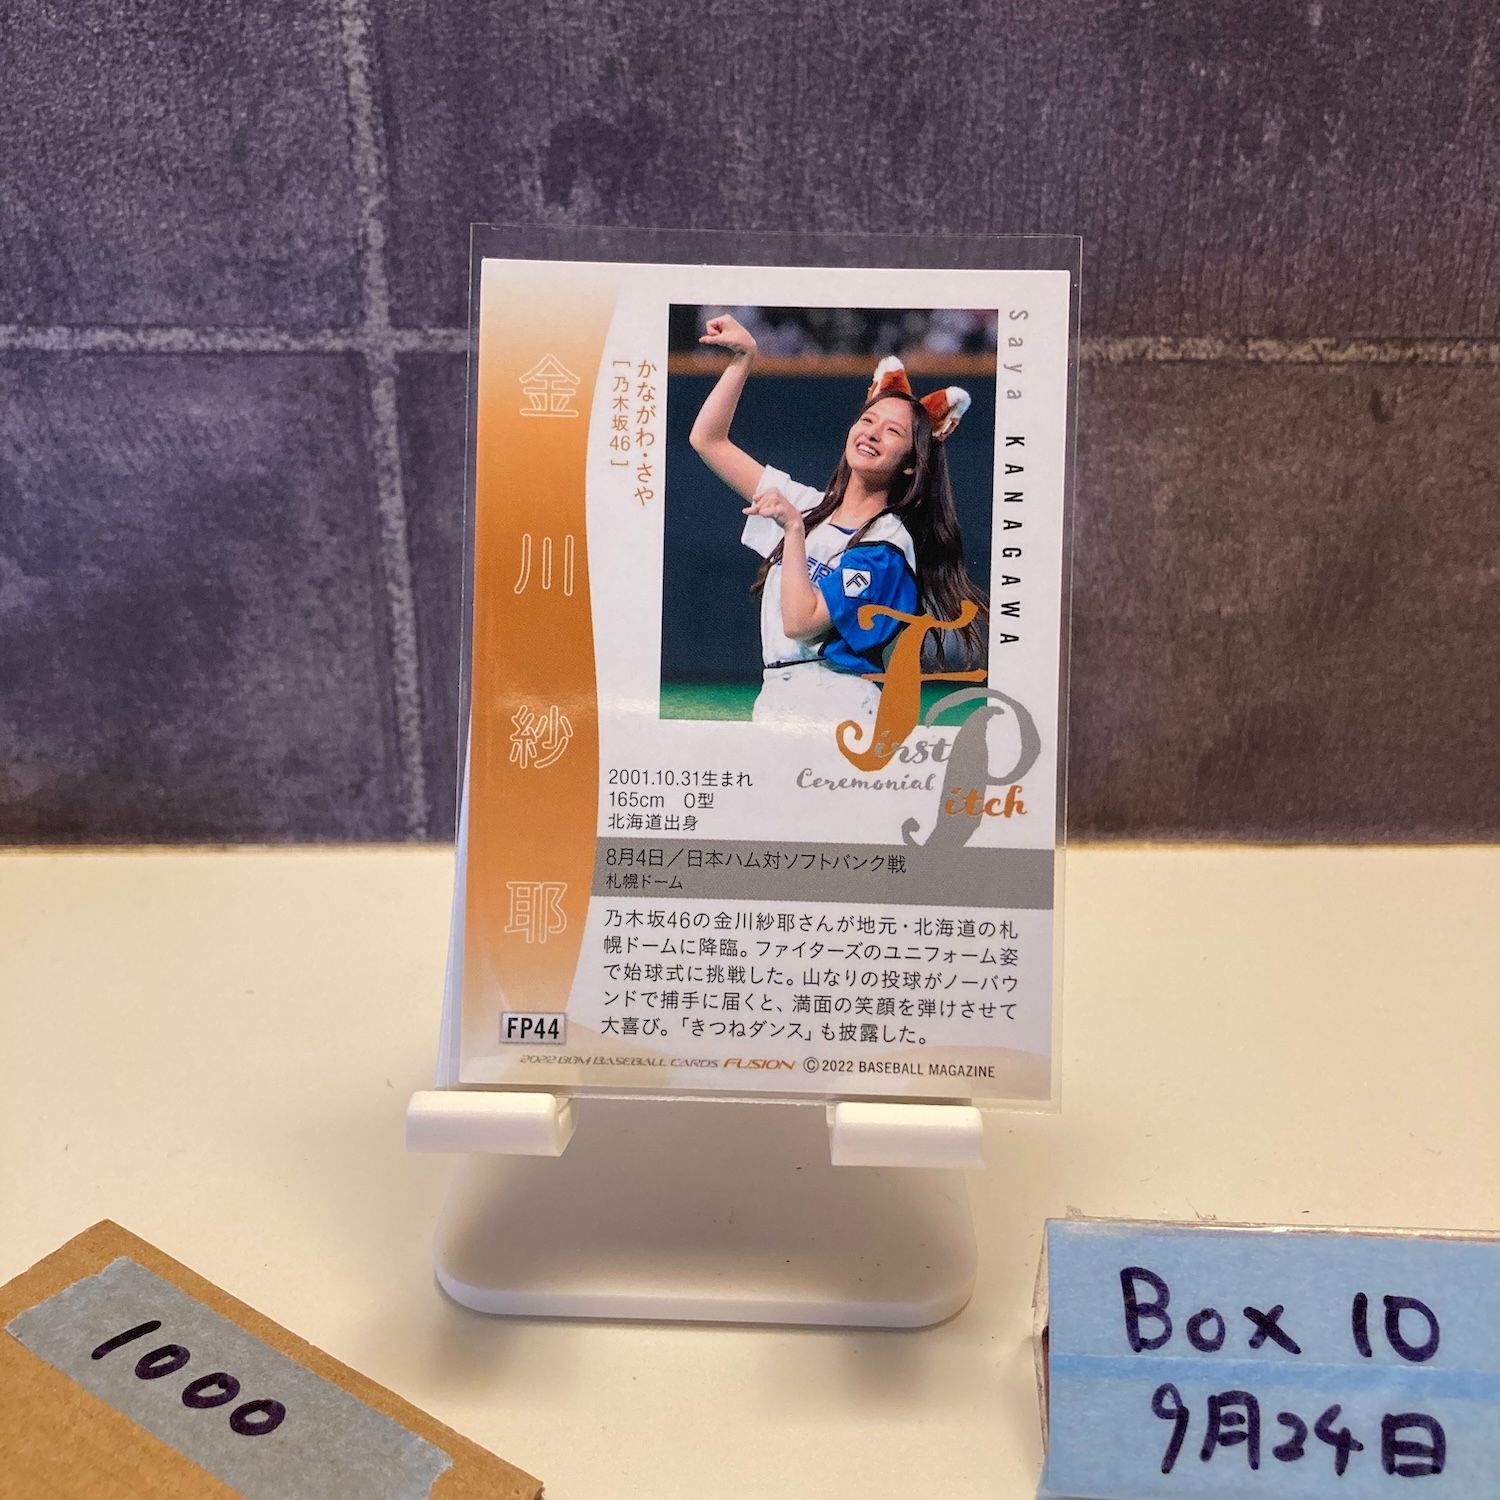 金川紗耶
かながわ・さや
[乃木坂46]
Saya KANAGAWA
F
First
Ceremonial Pitch
2001.10.31生まれ
165cm O型
北海道出身
8月4日／日本ハム対ソフトバンク戦
札幌ドーム
乃木坂46の金川紗耶さんが地元・北海道の札
幌ドームに降臨。ファイターズのユニフォーム姿
で始球式に挑戦した。山なりの投球がノーバウ
ンドで捕手に届くと、満面の笑顔を弾けさせて
大喜び。「きつねダンス」も披露した。
FP44
2022 BBM BASEBALL CARDS FUSION ©2022 BASEBALL MAGAZINE
1000
Box 10
9月24日